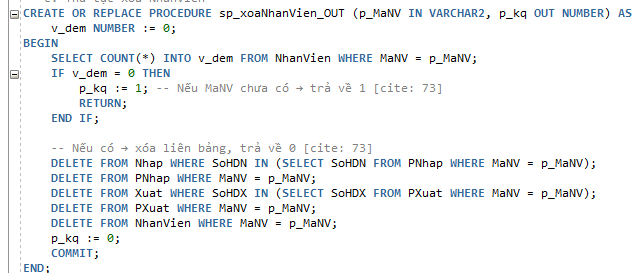 CREATE OR REPLACE PROCEDURE sp_xoaNhanVien_OUT (p_MaNV IN VARCHAR2, p_kq OUT NUMBER) AS
    v_dem NUMBER := 0;
BEGIN
    SELECT COUNT(*) INTO v_dem FROM NhanVien WHERE MaNV = p_MaNV;
    IF v_dem = 0 THEN
        p_kq := 1; -- Nếu MaNV chưa có → trả về 1 [cite: 73]
        RETURN;
    END IF;

    -- Nếu có → xóa liên bảng, trả về 0 [cite: 73]
    DELETE FROM Nhap WHERE SoHDN IN (SELECT SoHDN FROM PNhap WHERE MaNV = p_MaNV);
    DELETE FROM PNhap WHERE MaNV = p_MaNV;
    DELETE FROM Xuat WHERE SoHDX IN (SELECT SoHDX FROM PXuat WHERE MaNV = p_MaNV);
    DELETE FROM PXuat WHERE MaNV = p_MaNV;
    DELETE FROM NhanVien WHERE MaNV = p_MaNV;
    p_kq := 0;
    COMMIT;
END;